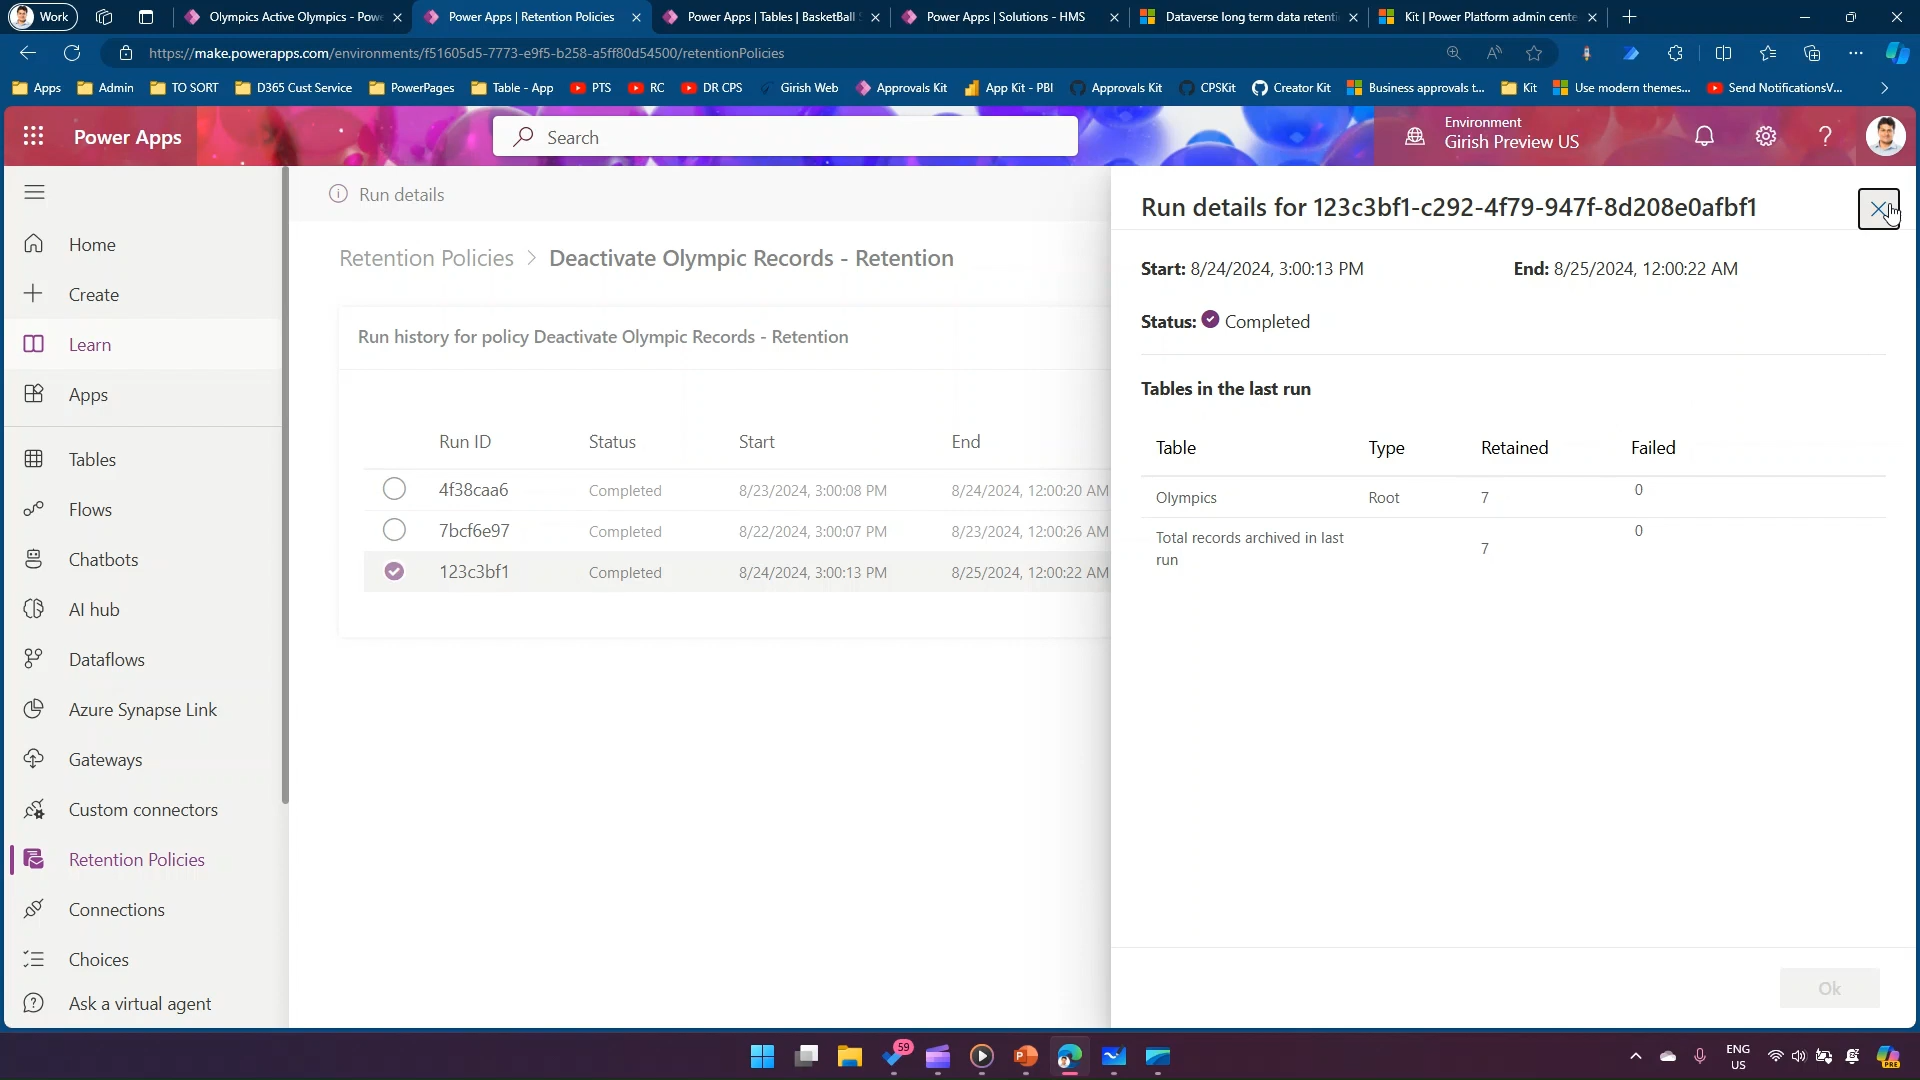 Work
Olympics Active Olympics - Pow
Power Apps | Retention Policies
Power Apps | Tables | BasketBall
Power Apps | Solutions - HMS
Dataverse long term data retenti
Kit | Power Platform admin cente
https://make.powerapps.com/environments/f51605d5-7773-e9f5-b258-a5ff80d54500/retentionPolicies
Apps
Admin
TO SORT
D365 Cust Service
PowerPages
Table - App
PTS
RC
DR CPS
Girish Web
Approvals Kit
App Kit - PBI
Approvals Kit
CPSKit
Creator Kit
Business approvals t...
Kit
Use modern themes...
Send NotificationsV...
Power Apps
Search
Environment
Girish Preview US
Home
Create
Learn
Apps
Tables
Flows
Chatbots
AI hub
Dataflows
Azure Synapse Link
Gateways
Custom connectors
Retention Policies
Connections
Choices
Ask a virtual agent
Run details
Retention Policies > Deactivate Olympic Records - Retention
Run history for policy Deactivate Olympic Records - Retention
Run ID Status Start End
4f38caa6 Completed 8/23/2024, 3:00:08 PM 8/24/2024, 12:00:20 AM
7bcf6e97 Completed 8/22/2024, 3:00:07 PM 8/23/2024, 12:00:26 AM
123c3bf1 Completed 8/24/2024, 3:00:13 PM 8/25/2024, 12:00:22 AM
Run details for 123c3bf1-c292-4f79-947f-8d208e0afbf1
Start: 8/24/2024, 3:00:13 PM End: 8/25/2024, 12:00:22 AM
Status: Completed
Tables in the last run
Table Type Retained Failed
Olympics Root 7 0
Total records archived in last
run 7 0
Ok
59
ENG
US
PRE